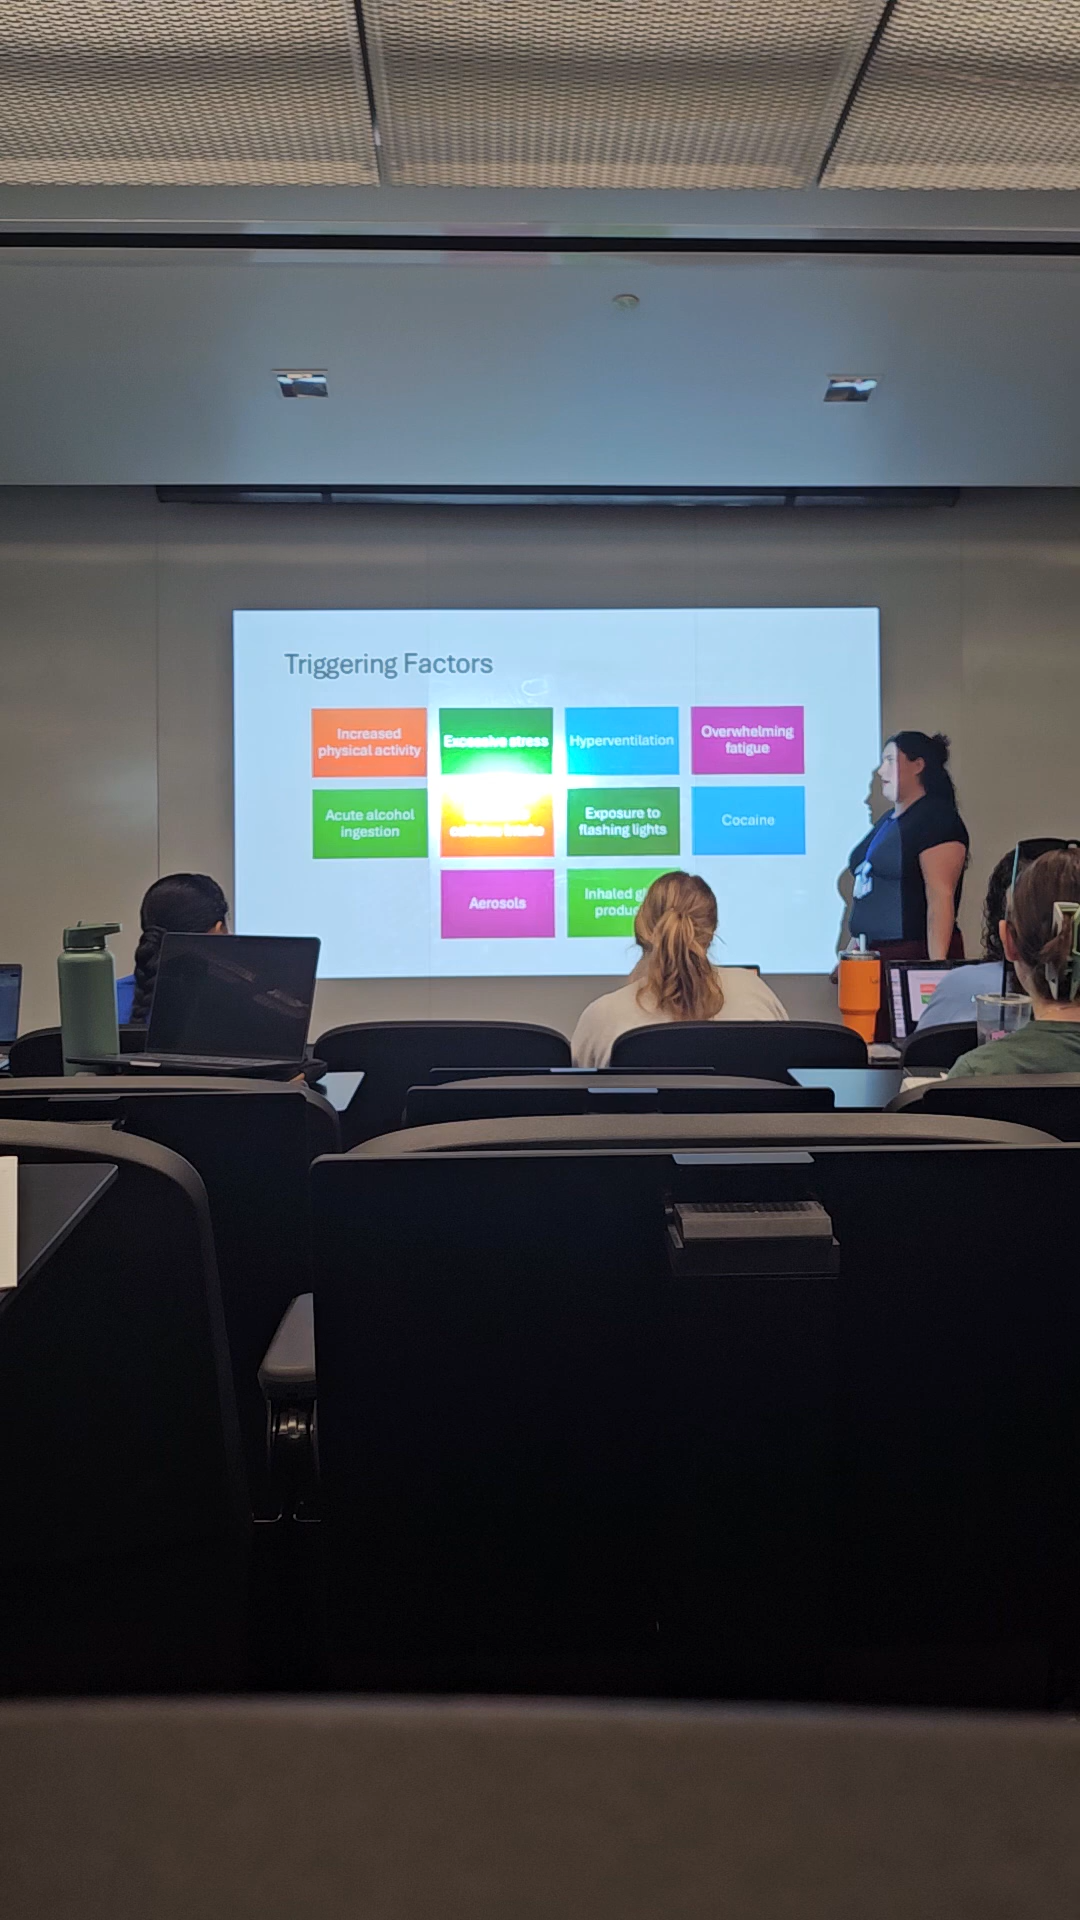 Triggering Factors
Increased
physical activity
Excessive stress
Hyperventilation
Overwhelming
fatigue
Acute alcohol
ingestion
Exposure to
flashing lights
Cocaine
Aerosols
Inhaled